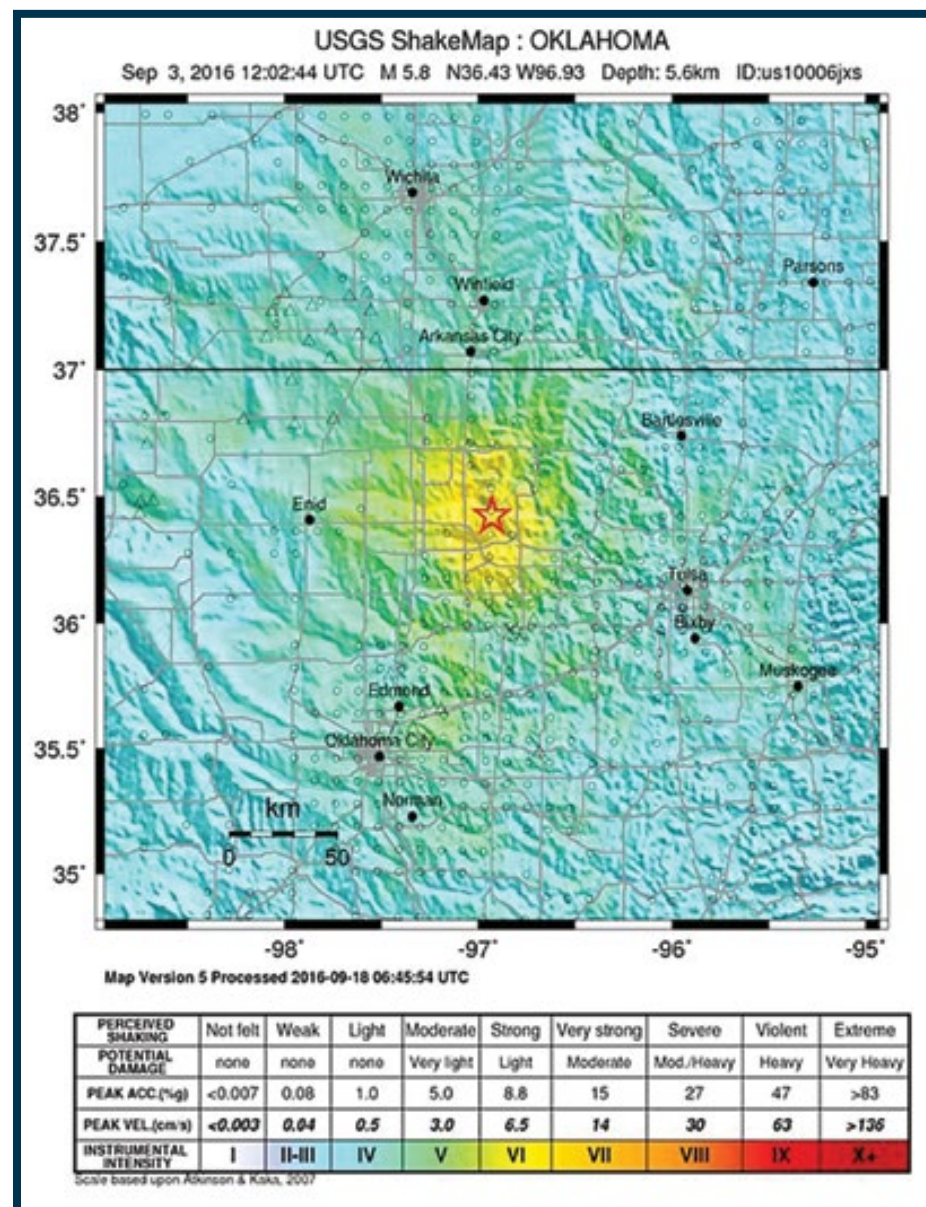 USGS ShakeMap : OKLAHOMA
Sep 3, 2016 12:02:44 UTC M 5.8 N36.43 W96.93 Depth: 5.6km ID:us10006jxs
38°
Wichita
37.5°
Parsons
Winfield
Arkansas City
37°
Bartlesville
36.5°
Enid
Tulsa
36°
Bixby
Muskogee
Edmond
35.5°
Oklahoma City
Norman
km
0 50
35°
-98° -97° -96° -95°
Map Version 5 Processed 2016-09-18 06:45:54 UTC
PERCEIVED SHAKING Not felt Weak Light Moderate Strong Very strong Severe Violent Extreme
POTENTIAL DAMAGE none none none Very light Light Moderate Mod./Heavy Heavy Very Heavy
PEAK ACC.(%g) <0.007 0.08 1.0 5.0 8.8 15 27 47 >83
PEAK VEL.(cm/s) <0.003 0.04 0.5 3.0 6.5 14 30 63 >136
INSTRUMENTAL INTENSITY I II-III IV V VI VII VIII IX X+
Scale based upon Atkinson & Kaka, 2007